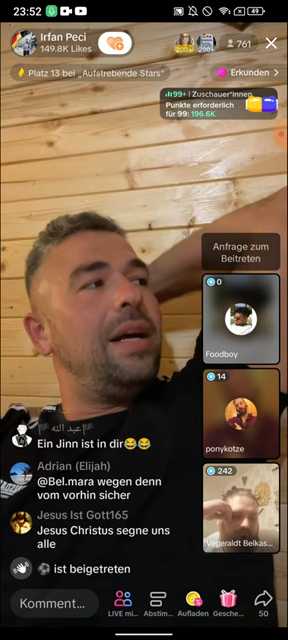 23:52
49
Irfan Peci
149.8K Likes
761
Platz 13 bei „Aufstrebende Stars“
Erkunden >
99+ | Zuschauer*innen
Punkte erforderlich
für 99: 196.6K
Anfrage zum
Beitreten
0
Foodboy
14
ponykotze
242
Vegeraldt Belkas...
عبد الله
Ein Jinn ist in dir😂😂
Adrian (Elijah)
@Bel.mara wegen denn
vom vorhin sicher
Jesus Ist Gott165
Jesus Christus segne uns
alle
⚽ ist beigetreten
Komment...
LIVE mi...
Abstim...
Aufladen
Gesche...
50